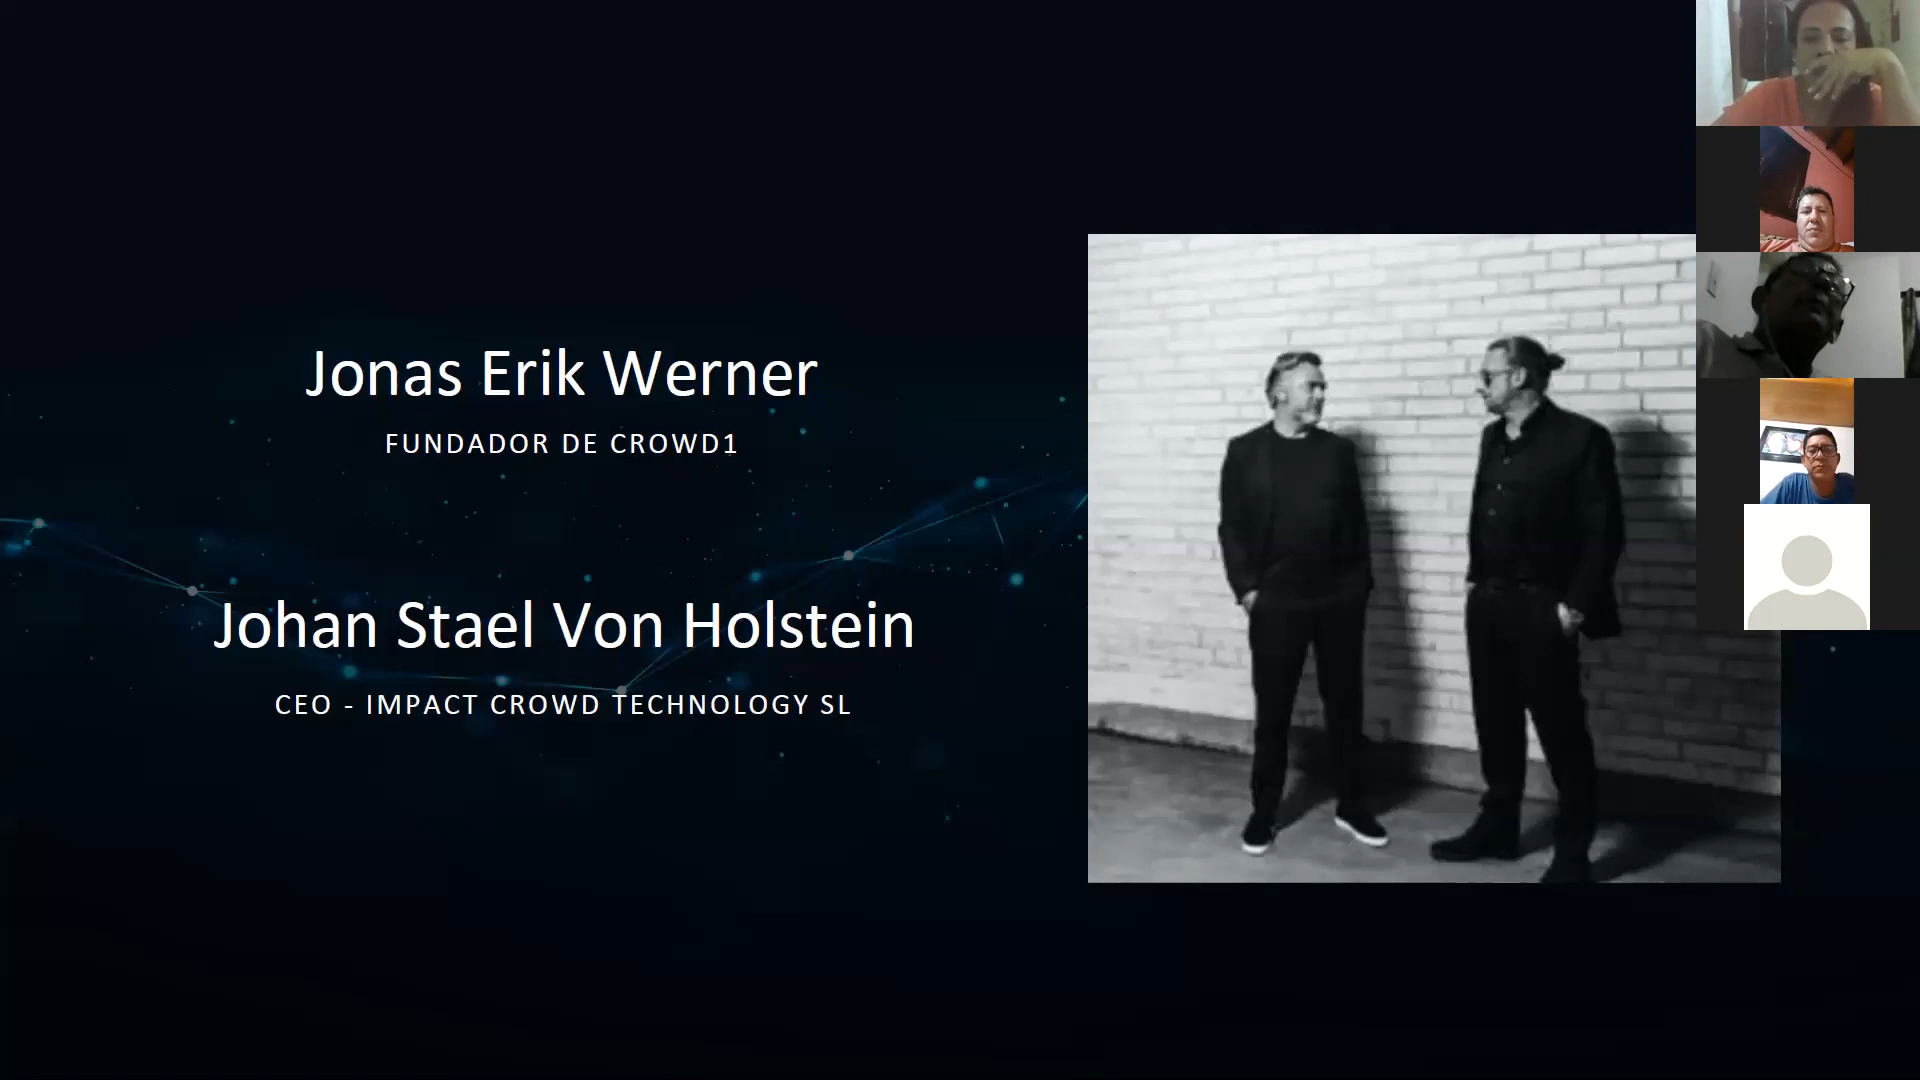 Jonas Erik Werner
FUNDADOR DE CROWD1
Johan Stael Von Holstein
CEO - IMPACT CROWD TECHNOLOGY SL